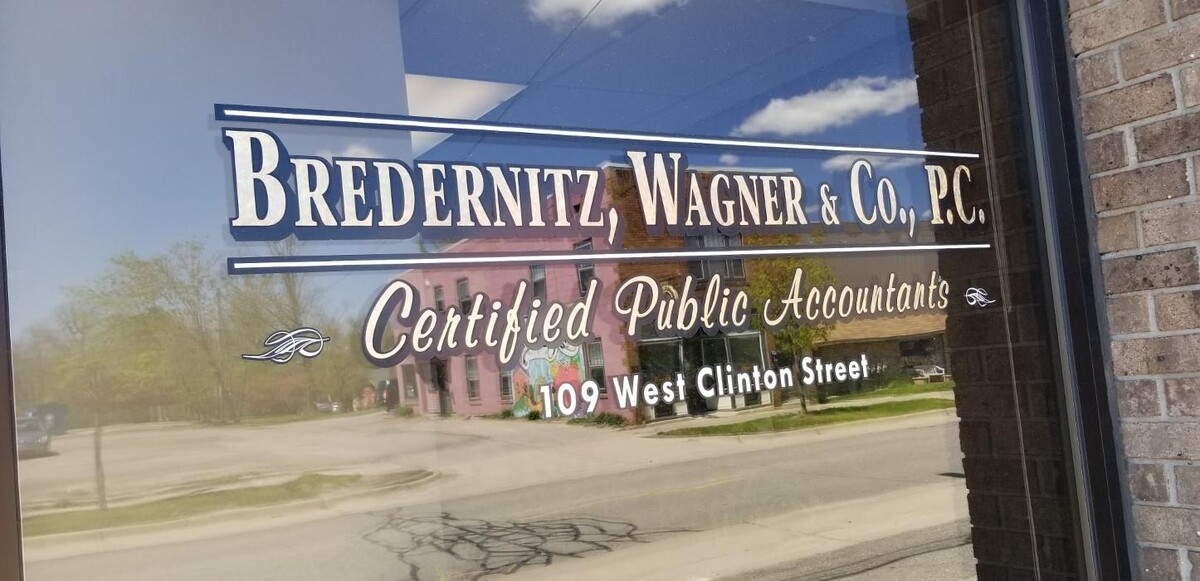 BREDERNITZ, WAGNER & CO., P.C.
Certified Public Accountants
109 West Clinton Street